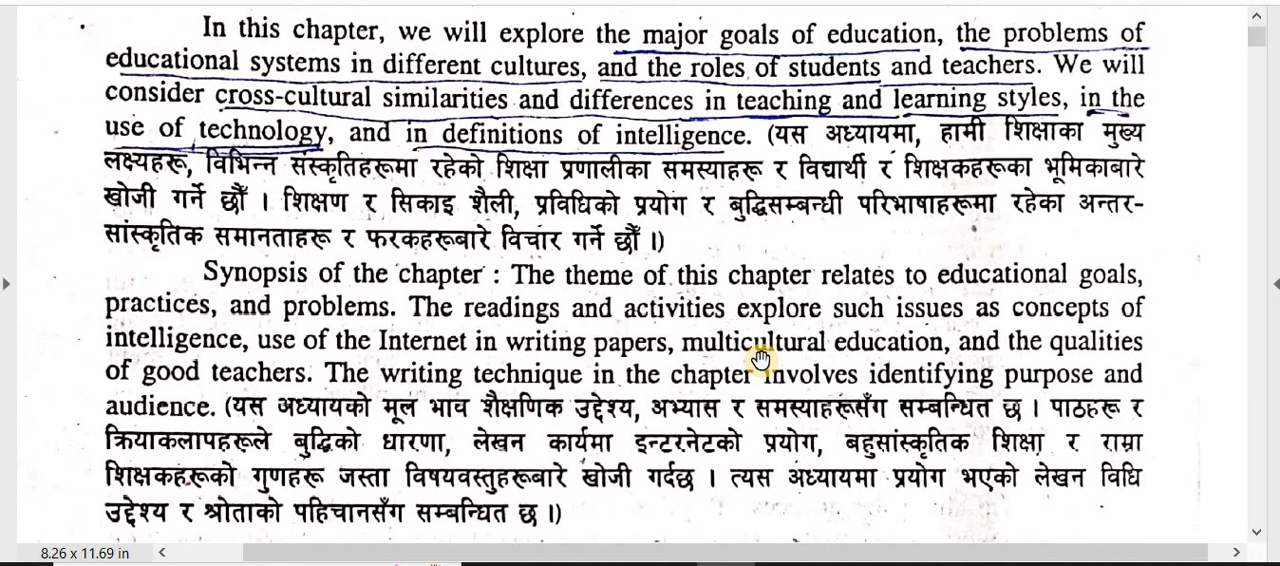 In this chapter, we will explore the major goals of education, the problems of
educational systems in different cultures, and the roles of students and teachers. We will
consider cross-cultural similarities and differences in teaching and learning styles, in the
use of technology, and in definitions of intelligence. (यस अध्यायमा, हामी शिक्षाका मुख्य
लक्ष्यहरू, विभिन्न संस्कृतिहरूमा रहेको शिक्षा प्रणालीका समस्याहरू र विद्यार्थी र शिक्षकहरूका भूमिकाबारे
खोजी गर्ने छौं । शिक्षण र सिकाइ शैली, प्रविधिको प्रयोग र बुद्धिसम्बन्धी परिभाषाहरूमा रहेका अन्तर-
सांस्कृतिक समानताहरू र फरकहरूबारे विचार गर्ने छौं ।)
Synopsis of the chapter : The theme of this chapter relates to educational goals,
practices, and problems. The readings and activities explore such issues as concepts of
intelligence, use of the Internet in writing papers, multicultural education, and the qualities
of good teachers. The writing technique in the chapter involves identifying purpose and
audience. (यस अध्यायको मूल भाव शैक्षणिक उद्देश्य, अभ्यास र समस्याहरूसँग सम्बन्धित छ । पाठहरू र
क्रियाकलापहरूले बुद्धिको धारणा, लेखन कार्यमा इन्टरनेटको प्रयोग, बहुसांस्कृतिक शिक्षा र राम्रा
शिक्षकहरूको गुणहरू जस्ता विषयवस्तुहरूबारे खोजी गर्दछ । त्यस अध्यायमा प्रयोग भएको लेखन विधि
उद्देश्य र श्रोताको पहिचानसँग सम्बन्धित छ ।)
8.26 x 11.69 in